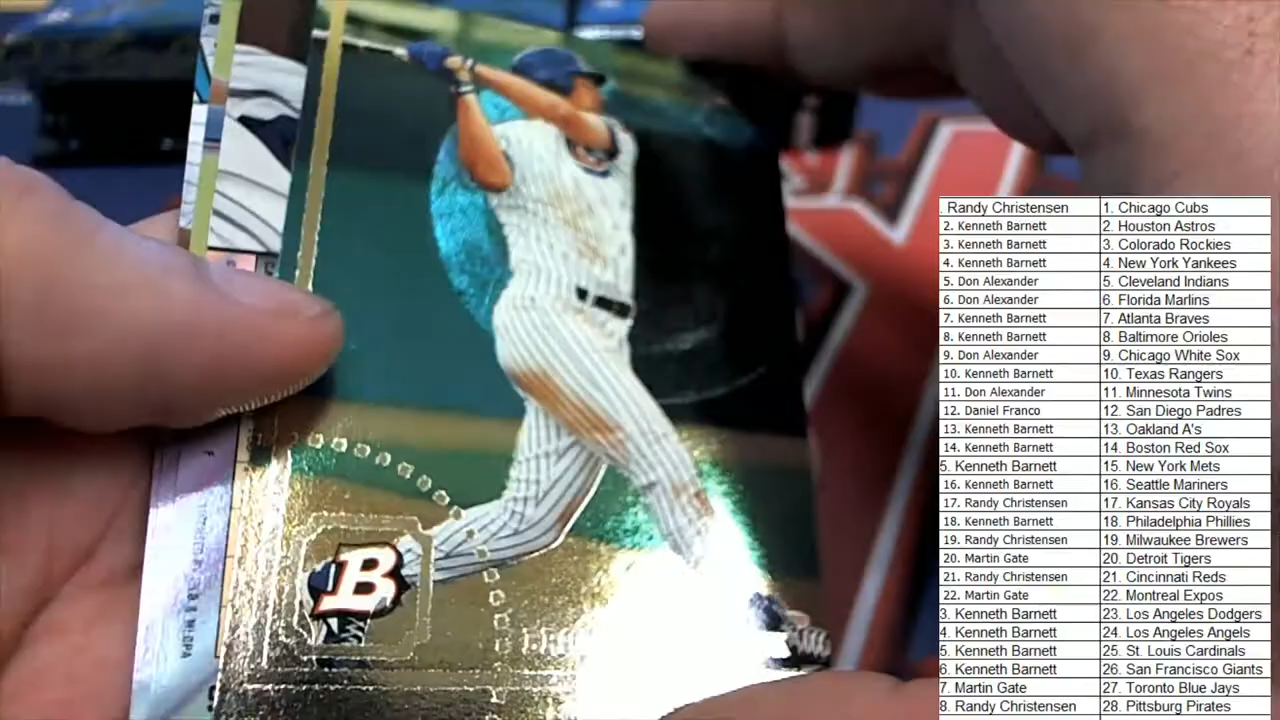 B
. Randy Christensen 1. Chicago Cubs
2. Kenneth Barnett 2. Houston Astros
3. Kenneth Barnett 3. Colorado Rockies
4. Kenneth Barnett 4. New York Yankees
5. Don Alexander 5. Cleveland Indians
6. Don Alexander 6. Florida Marlins
7. Kenneth Barnett 7. Atlanta Braves
8. Kenneth Barnett 8. Baltimore Orioles
9. Don Alexander 9. Chicago White Sox
10. Kenneth Barnett 10. Texas Rangers
11. Don Alexander 11. Minnesota Twins
12. Daniel Franco 12. San Diego Padres
13. Kenneth Barnett 13. Oakland A's
14. Kenneth Barnett 14. Boston Red Sox
5. Kenneth Barnett 15. New York Mets
16. Kenneth Barnett 16. Seattle Mariners
17. Randy Christensen 17. Kansas City Royals
18. Kenneth Barnett 18. Philadelphia Phillies
19. Randy Christensen 19. Milwaukee Brewers
20. Martin Gate 20. Detroit Tigers
21. Randy Christensen 21. Cincinnati Reds
22. Martin Gate 22. Montreal Expos
3. Kenneth Barnett 23. Los Angeles Dodgers
4. Kenneth Barnett 24. Los Angeles Angels
5. Kenneth Barnett 25. St. Louis Cardinals
6. Kenneth Barnett 26. San Francisco Giants
7. Martin Gate 27. Toronto Blue Jays
8. Randy Christensen 28. Pittsburg Pirates